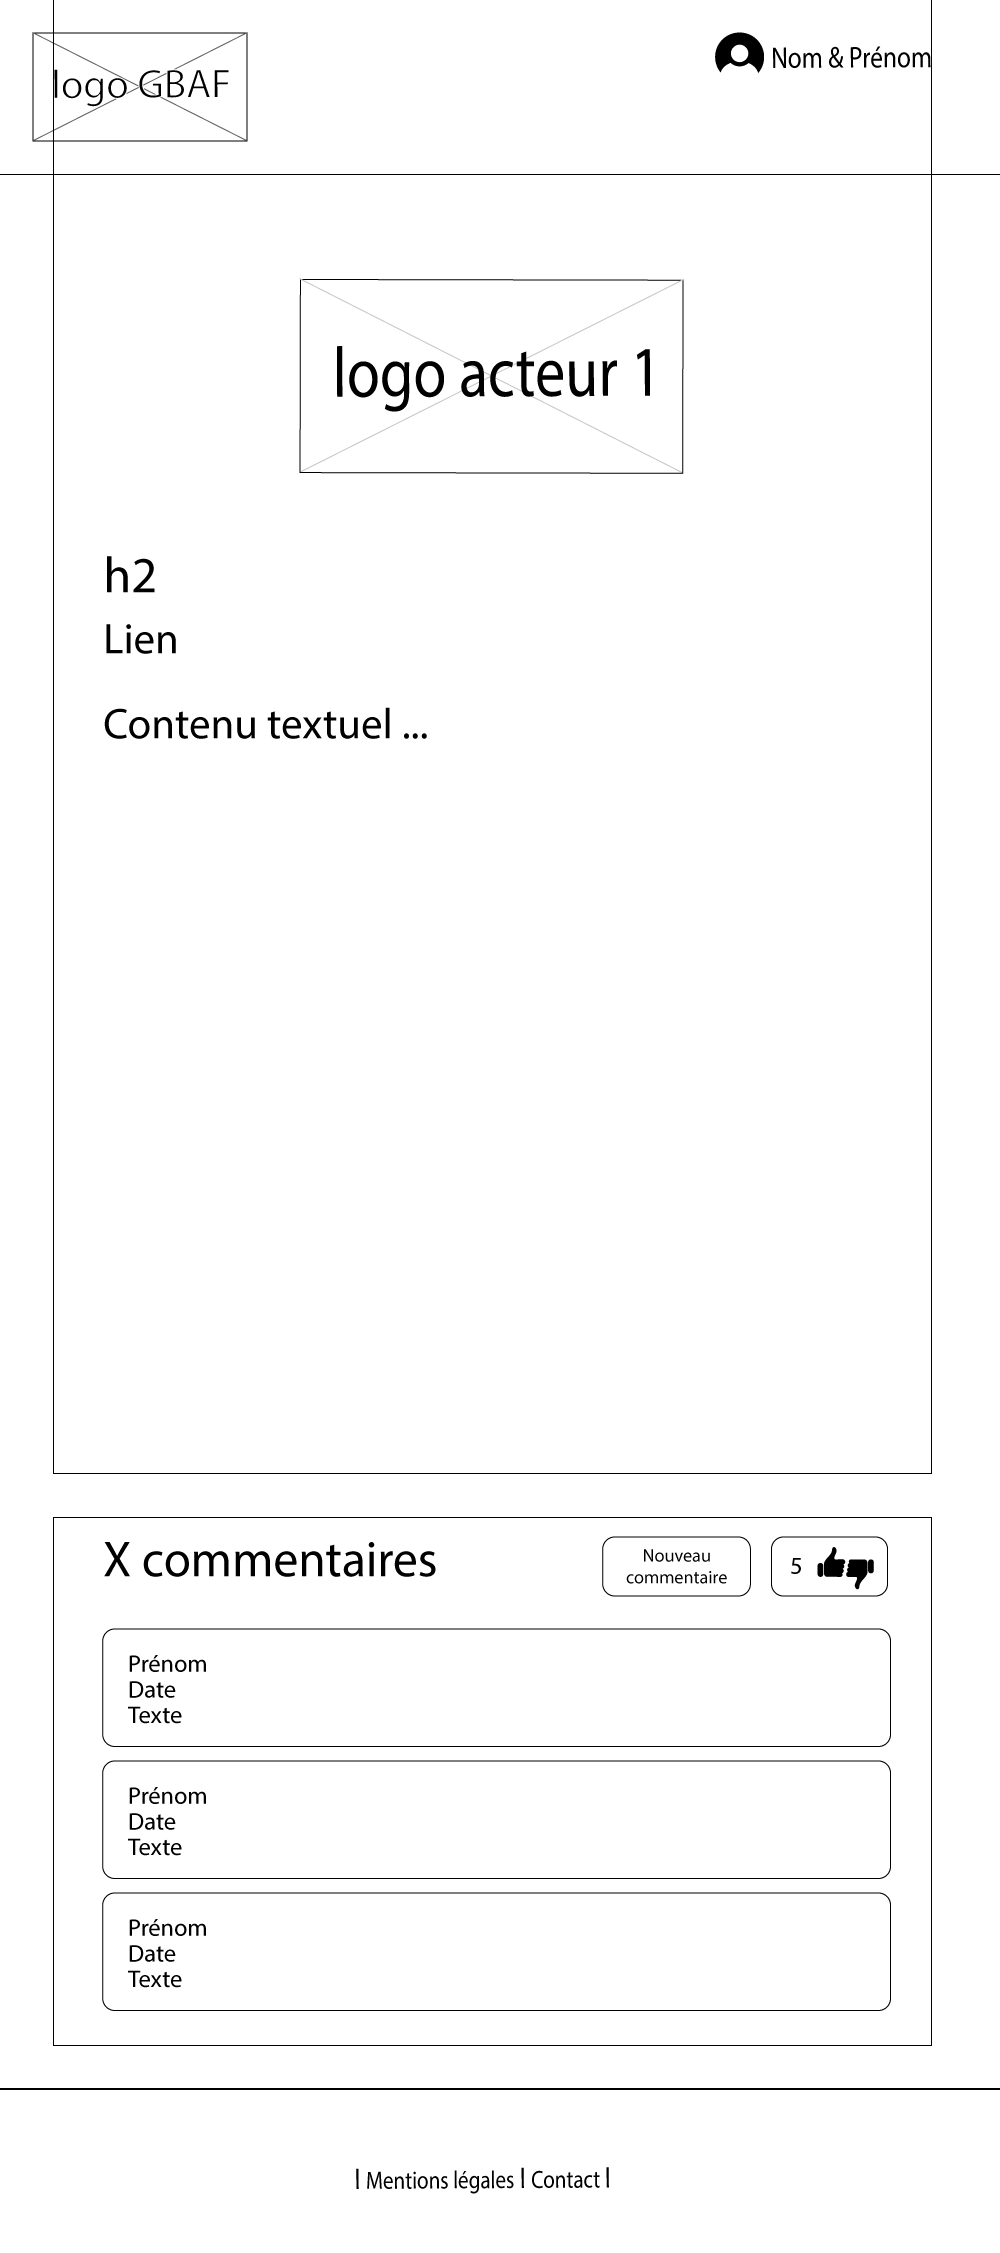 logo GBAF
Nom & Prénom
logo acteur 1
h2
Lien
Contenu textuel ...
X commentaires
Nouveau
commentaire
5
Prénom
Date
Texte
Prénom
Date
Texte
Prénom
Date
Texte
| Mentions légales | Contact |